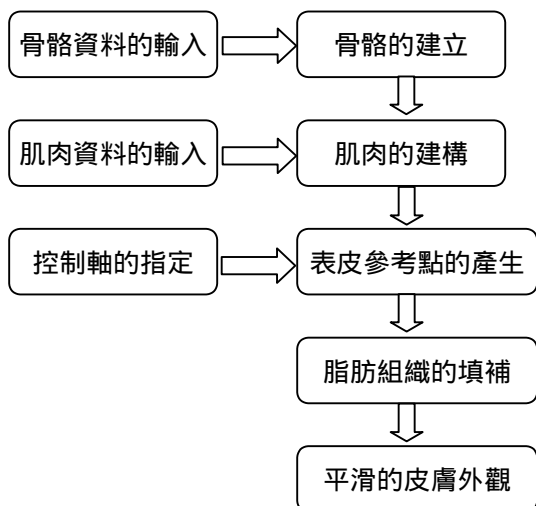 骨骼資料的輸入
骨骼的建立
肌肉資料的輸入
肌肉的建構
控制軸的指定
表皮參考點的產生
脂肪組織的填補
平滑的皮膚外觀